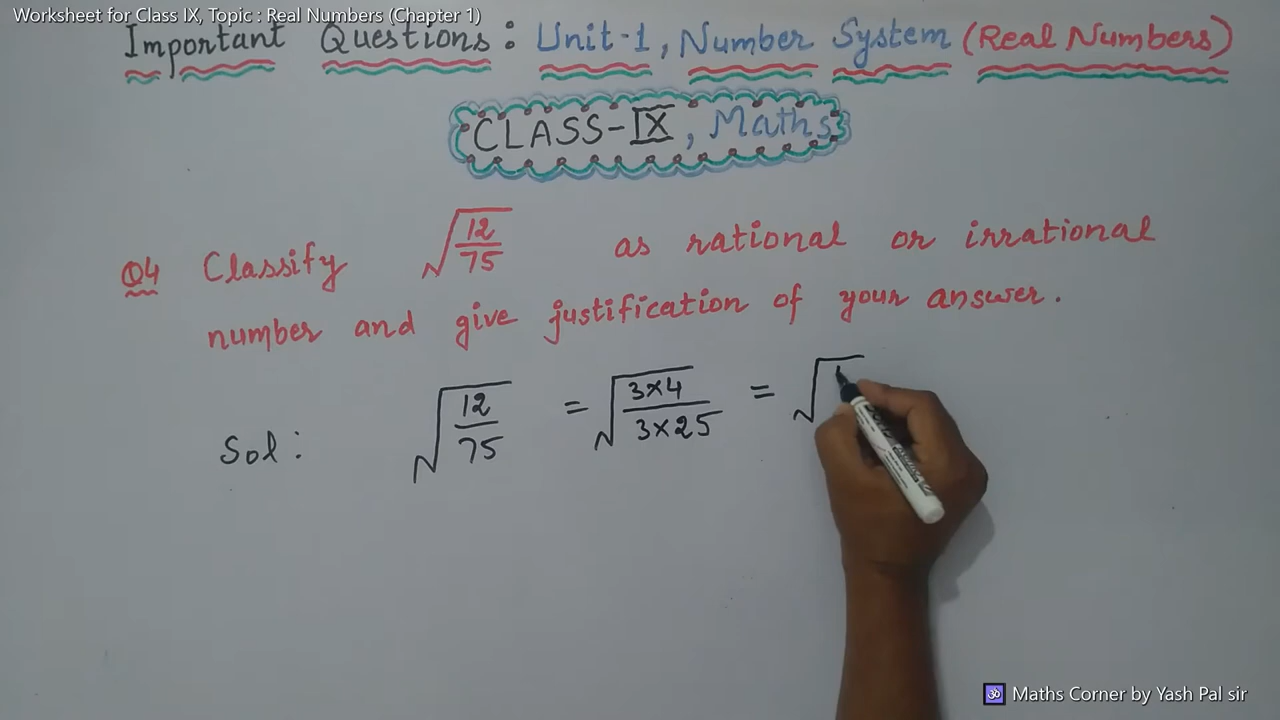 Worksheet for Class IX, Topic : Real Numbers (Chapter 1)
Important Questions : Unit-1, Number System (Real Numbers)
CLASS-IX, Maths
Q4 Classify √(12/75) as rational or irrational
number and give justification of your answer.
Sol: √(12/75) = √(3×4/3×25) = √
Maths Corner by Yash Pal sir